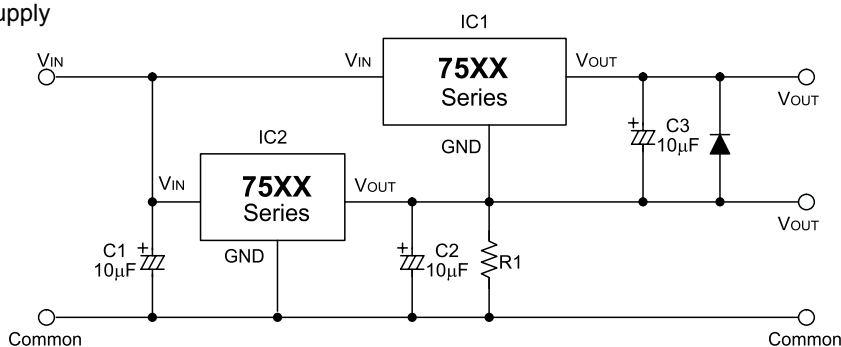 upply
IC1
VIN
VIN
75XX
Series
VOUT
VOUT
GND
+
C3
10μF
IC2
VIN
75XX
Series
VOUT
VOUT
GND
C1
+
10μF
+
C2
10μF
R1
Common
Common